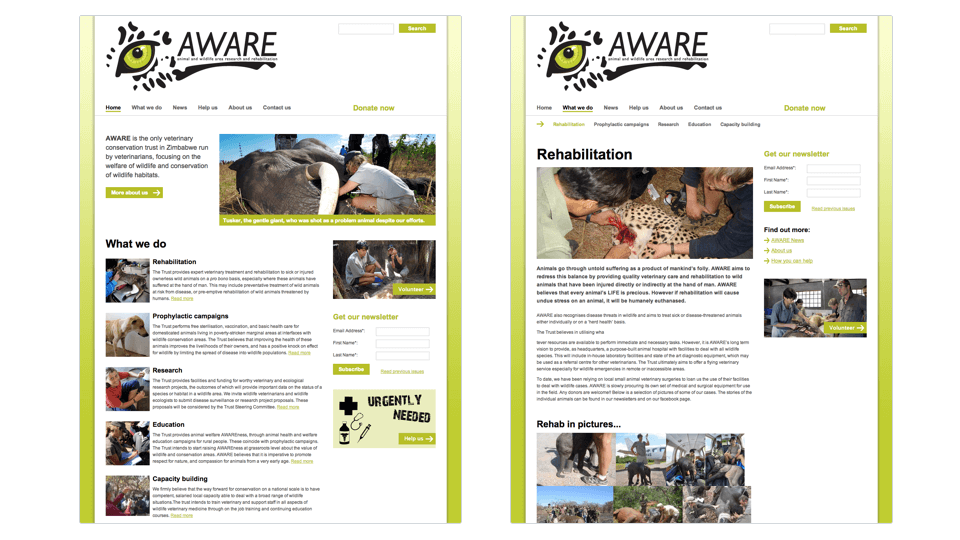 Search
AWARE
animal and wildlife area research and rehabilitation
Home What we do News Help us About us Contact us Donate now
AWARE is the only veterinary
conservation trust in Zimbabwe run
by veterinarians, focusing on the
welfare of wildlife and conservation
of wildlife habitats.
More about us
Tusker, the gentle giant, who was shot as a problem animal despite our efforts.
What we do
Rehabilitation
The Trust provides expert veterinary treatment and rehabilitation to sick or injured
ownerless wild animals on a pro bono basis, especially where these animals have
suffered at the hand of man. This may include preventative treatment of wild animals
at risk from disease, or pre-emptive rehabilitation of wild animals threatened by
humans. Read more
Prophylactic campaigns
The Trust performs free sterilisation, vaccination, and basic health care for
domesticated animals living in poverty-stricken marginal areas at interfaces with
wildlife conservation areas. The Trust believes that improving the health of these
animals improves the livelihoods of their owners, and has a positive knock on effect
for wildlife by limiting the spread of disease into wildlife populations. Read more
Research
The Trust provides facilities and funding for worthy veterinary and ecological
research projects, the outcomes of which will provide important data on the status of a
species or habitat in a wildlife area. We invite wildlife veterinarians and wildlife
ecologists to submit disease surveillance or research project proposals. These
proposals will be considered by the Trust Steering Committee. Read more
Education
The Trust provides animal welfare AWAREness, through animal health and welfare
education campaigns for rural people. These coincide with prophylactic campaigns.
The Trust intends to start raising AWAREness at grassroots level about the value of
wildlife and conservation areas. AWARE believes that it is imperative to promote
respect for nature, and compassion for animals from a very early age. Read more
Capacity building
We firmly believe that the way forward for conservation on a national scale is to have
competent, salaried local capacity able to deal with a broad range of wildlife
situations.The trust intends to train veterinary and support staff in all aspects of
wildlife veterinary medicine through on the job training and continuing education
courses. Read more
Volunteer
Get our newsletter
Email Address*:
First Name*:
Last Name*:
Subscribe Read previous issues
URGENTLY
NEEDED
Help us
Search
AWARE
animal and wildlife area research and rehabilitation
Home What we do News Help us About us Contact us Donate now
Rehabilitation Prophylactic campaigns Research Education Capacity building
Rehabilitation
Animals go through untold suffering as a product of mankind's folly. AWARE aims to
redress this balance by providing quality veterinary care and rehabilitation to wild
animals that have been injured directly or indirectly at the hand of man. AWARE
believes that every animal's LIFE is precious. However if rehabilitation will cause
undue stress on an animal, it will be humanely euthanased.
AWARE also recognises disease threats in wildlife and aims to treat sick or disease-threatened animals
either individually or on a 'herd health' basis.
The Trust believes in utilising wha
fever resources are available to perform immediate and necessary tasks. However, it is AWARE's long term
vision to provide, as headquarters, a purpose-built animal hospital with facilities to deal with all wildlife
species. This will include in-house laboratory facilities and state of the art diagnostic equipment, which may
be used as a referral centre for other veterinarians. The Trust ultimately aims to offer a flying veterinary
service especially for wildlife emergencies in remote or inaccessible areas.
To date, we have been relying on local small animal veterinary surgeries to loan us the use of their facilities
to deal with wildlife cases. AWARE is slowly procuring its own set of medical and surgical equipment for use
in the field. Any donors are welcome! Below is a selection of pictures of some of our cases. The stories of the
individual animals can be found in our newsletters and on our facebook page.
Rehab in pictures...
Get our newsletter
Email Address*:
First Name*:
Last Name*:
Subscribe Read previous issues
Find out more:
AWARE News
About us
How you can help
Volunteer